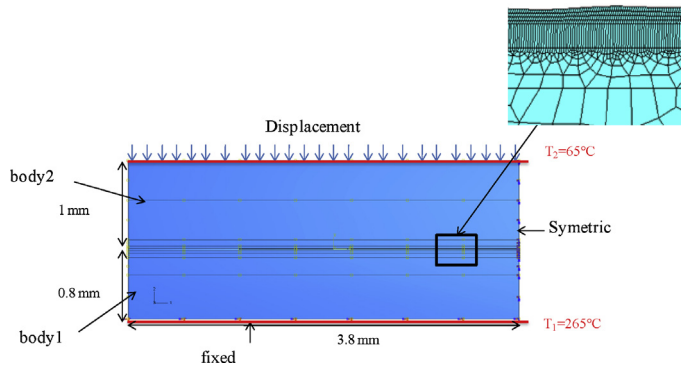 Displacement
T₂=65°C
body2
1 mm
Symetric
0.8 mm
body1
T₁=265°C
3.8 mm
fixed